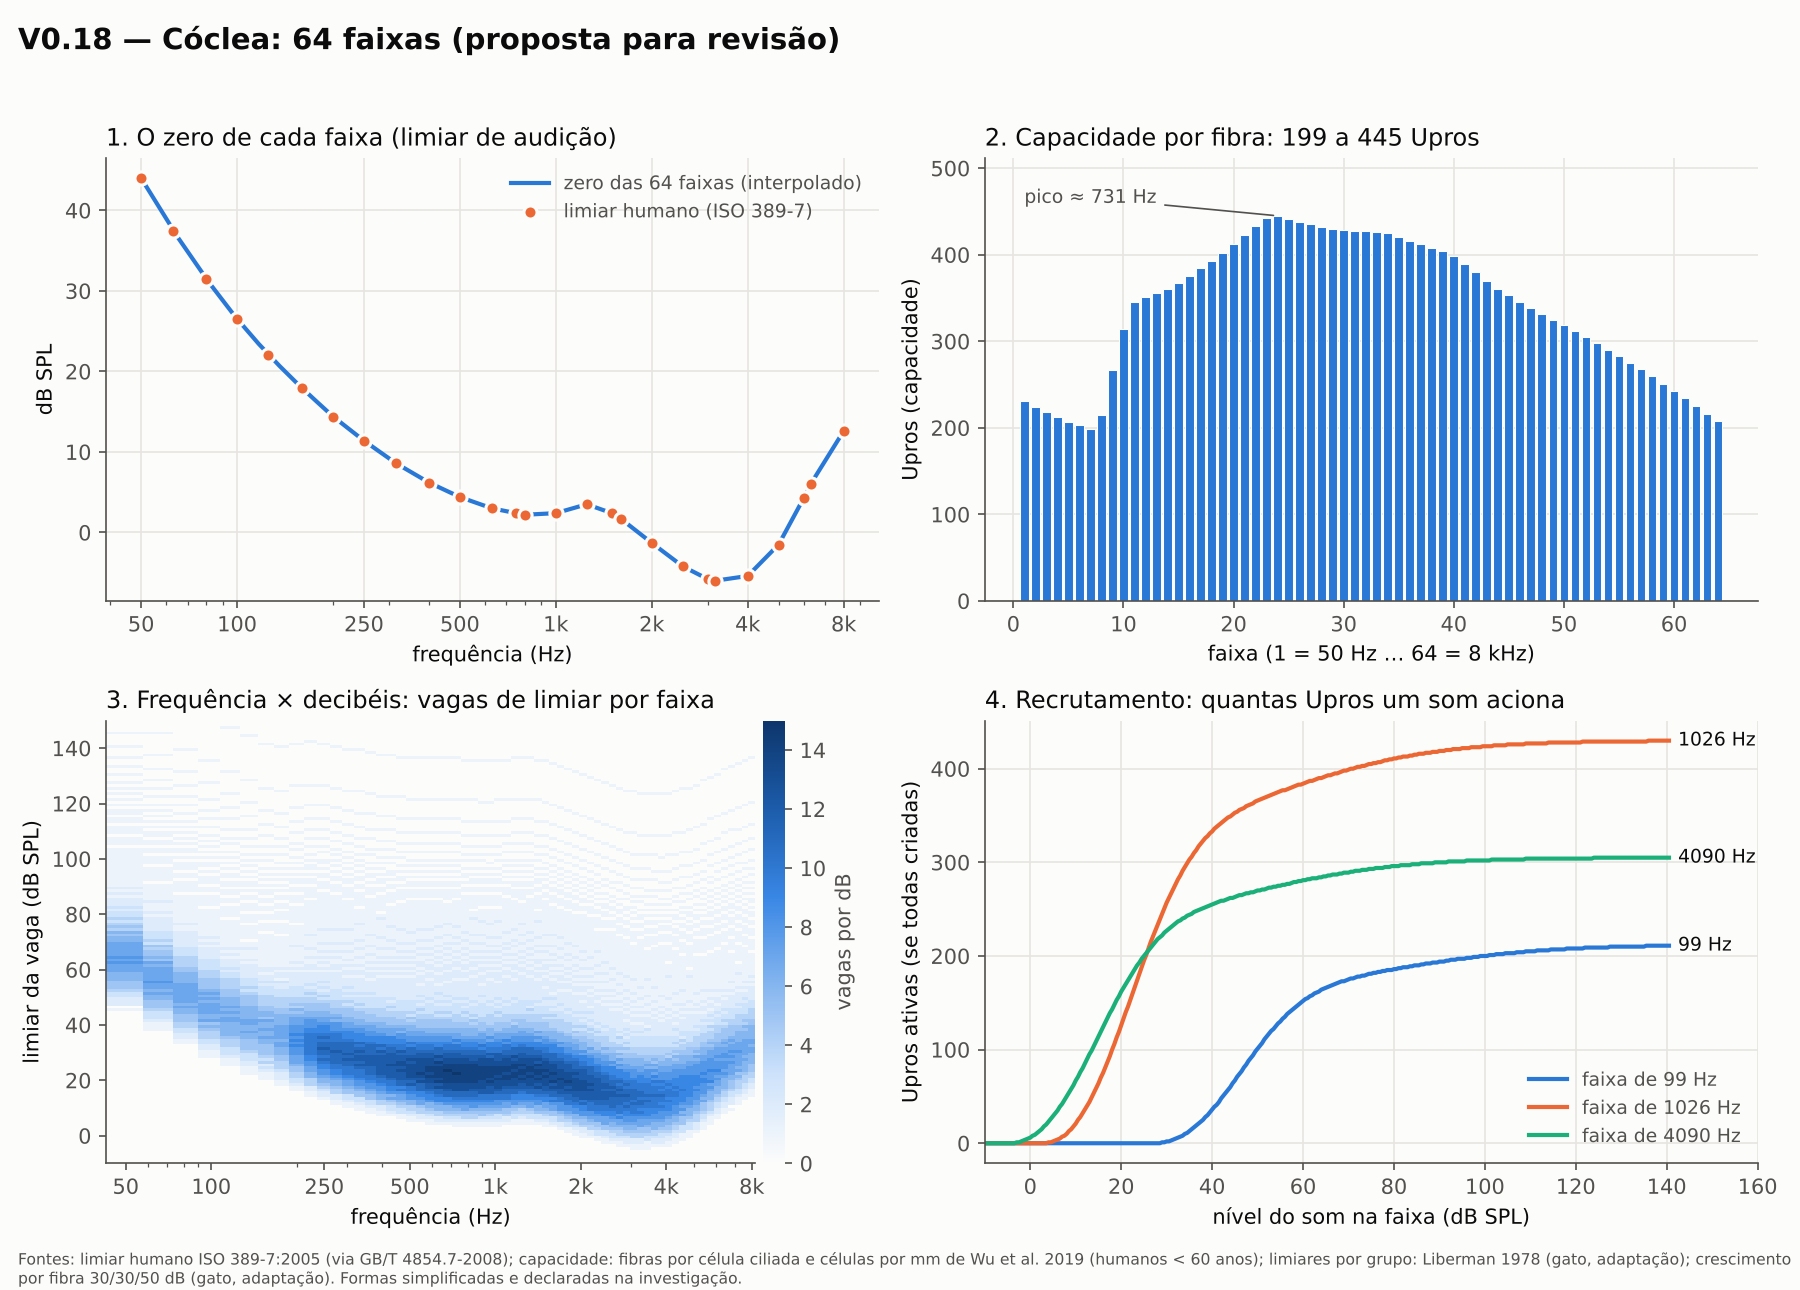 V0.18 — Cóclea: 64 faixas (proposta para revisão)
1. O zero de cada faixa (limiar de audição)
zero das 64 faixas (interpolado)
limiar humano (ISO 389-7)
dB SPL
40
30
20
10
0
50 100 250 500 1k 2k 4k 8k
frequência (Hz)
2. Capacidade por fibra: 199 a 445 Upros
pico ≈ 731 Hz
Upros (capacidade)
500
400
300
200
100
0
0 10 20 30 40 50 60
faixa (1 = 50 Hz … 64 = 8 kHz)
3. Frequência × decibéis: vagas de limiar por faixa
limiar da vaga (dB SPL)
140
120
100
80
60
40
20
0
50 100 250 500 1k 2k 4k 8k
frequência (Hz)
14
12
10
8
6
4
2
0
vagas por dB
4. Recrutamento: quantas Upros um som aciona
Upros ativas (se todas criadas)
400
300
200
100
0
1026 Hz
4090 Hz
99 Hz
faixa de 99 Hz
faixa de 1026 Hz
faixa de 4090 Hz
0 20 40 60 80 100 120 140 160
nível do som na faixa (dB SPL)
Fontes: limiar humano ISO 389-7:2005 (via GB/T 4854.7-2008); capacidade: fibras por célula ciliada e células por mm de Wu et al. 2019 (humanos < 60 anos); limiares por grupo: Liberman 1978 (gato, adaptação); crescimento
por fibra 30/30/50 dB (gato, adaptação). Formas simplificadas e declaradas na investigação.